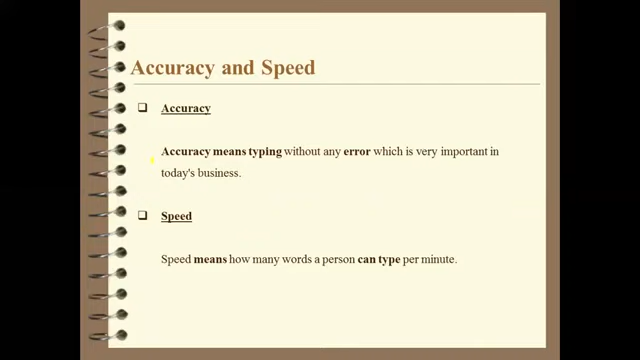 Accuracy and Speed
Accuracy
Accuracy means typing without any error which is very important in
today's business.
Speed
Speed means how many words a person can type per minute.